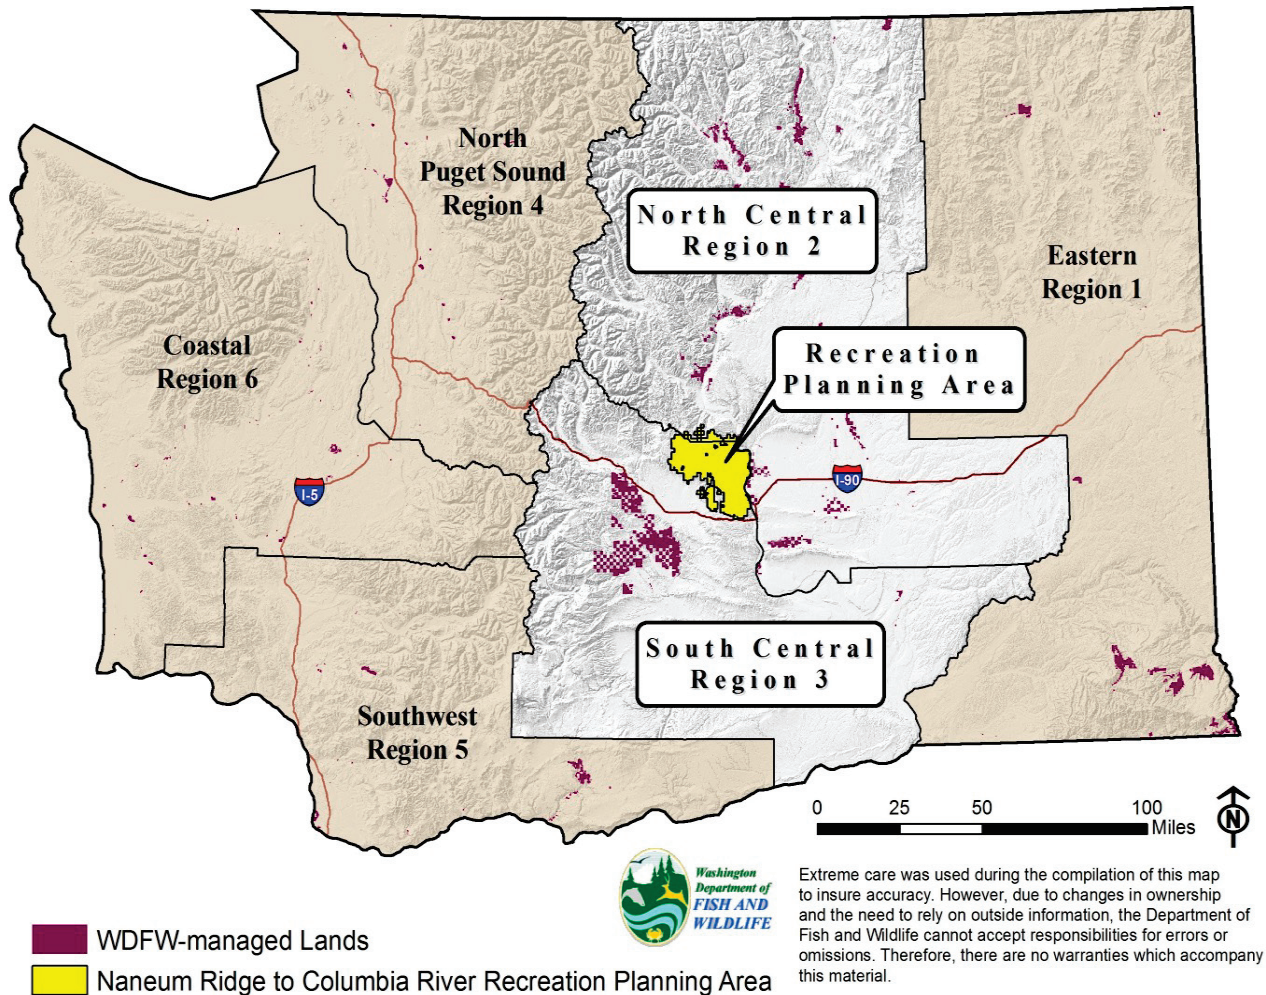 North
Puget Sound
Region 4
North Central
Region 2
Eastern
Region 1
Coastal
Region 6
Recreation
Planning Area
I-5
I-90
South Central
Region 3
Southwest
Region 5
0 25 50 100
Miles
N
Washington
Department of
FISH AND
WILDLIFE
Extreme care was used during the compilation of this map
to insure accuracy. However, due to changes in ownership
and the need to rely on outside information, the Department of
Fish and Wildlife cannot accept responsibilities for errors or
omissions. Therefore, there are no warranties which accompany
this material.
WDFW-managed Lands
Naneum Ridge to Columbia River Recreation Planning Area